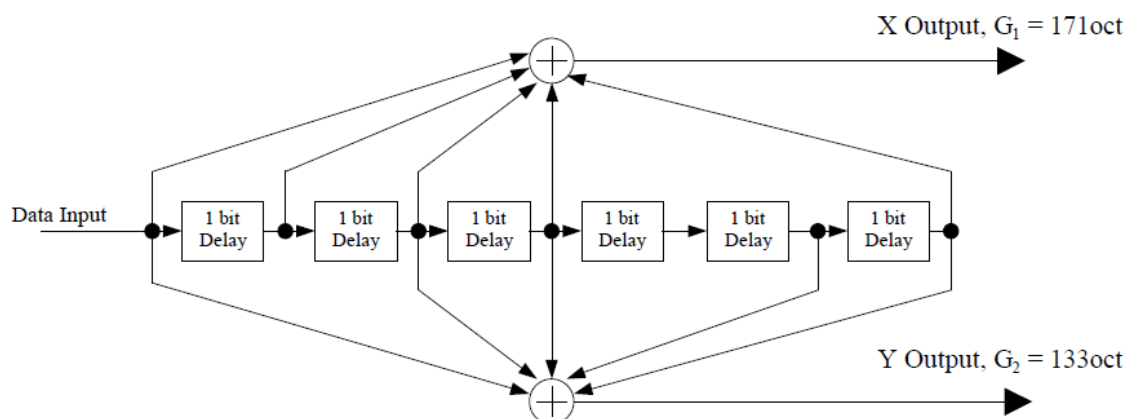 X Output, G₁ = 171oct
Data Input
1 bit
Delay
1 bit
Delay
1 bit
Delay
1 bit
Delay
1 bit
Delay
1 bit
Delay
Y Output, G₂ = 133oct